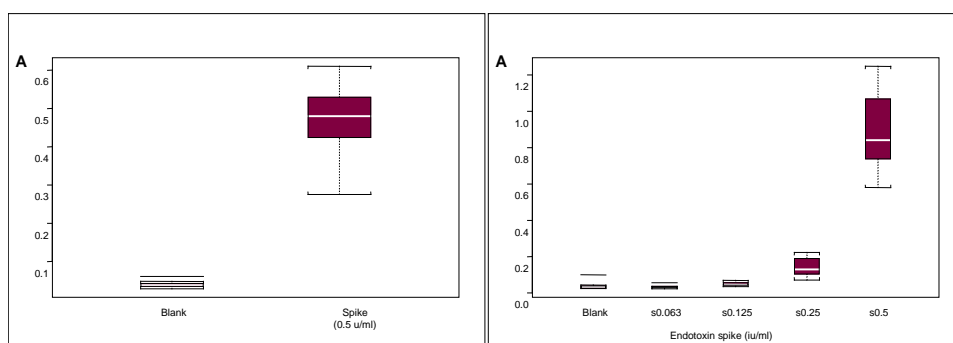 A
0.6
0.5
0.4
0.3
0.2
0.1
Blank
Spike
(0.5 u/ml)
A
1.2
1.0
0.8
0.6
0.4
0.2
0.0
Blank
s0.063
s0.125
s0.25
s0.5
Endotoxin spike (iu/ml)